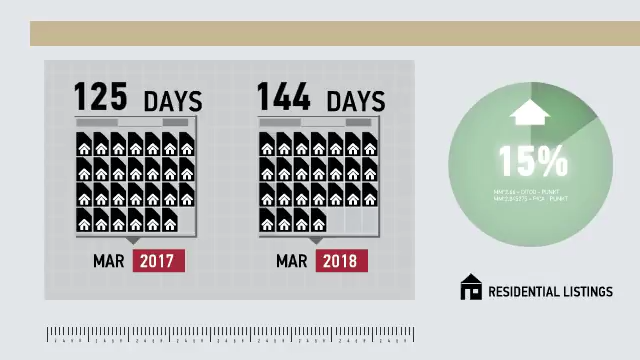 125 DAYS
144 DAYS
MAR 2017
MAR 2018
15%
RESIDENTIAL LISTINGS